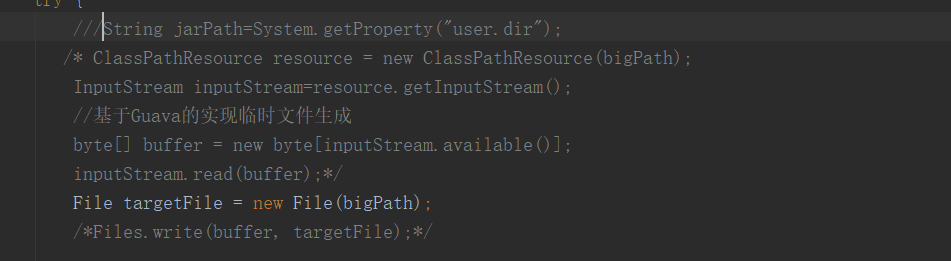 try {
///String jarPath=System.getProperty("user.dir");
/* ClassPathResource resource = new ClassPathResource(bigPath);
InputStream inputStream=resource.getInputStream();
//基于Guava的实现临时文件生成
byte[] buffer = new byte[inputStream.available()];
inputStream.read(buffer);*/
File targetFile = new File(bigPath);
/*Files.write(buffer, targetFile);*/